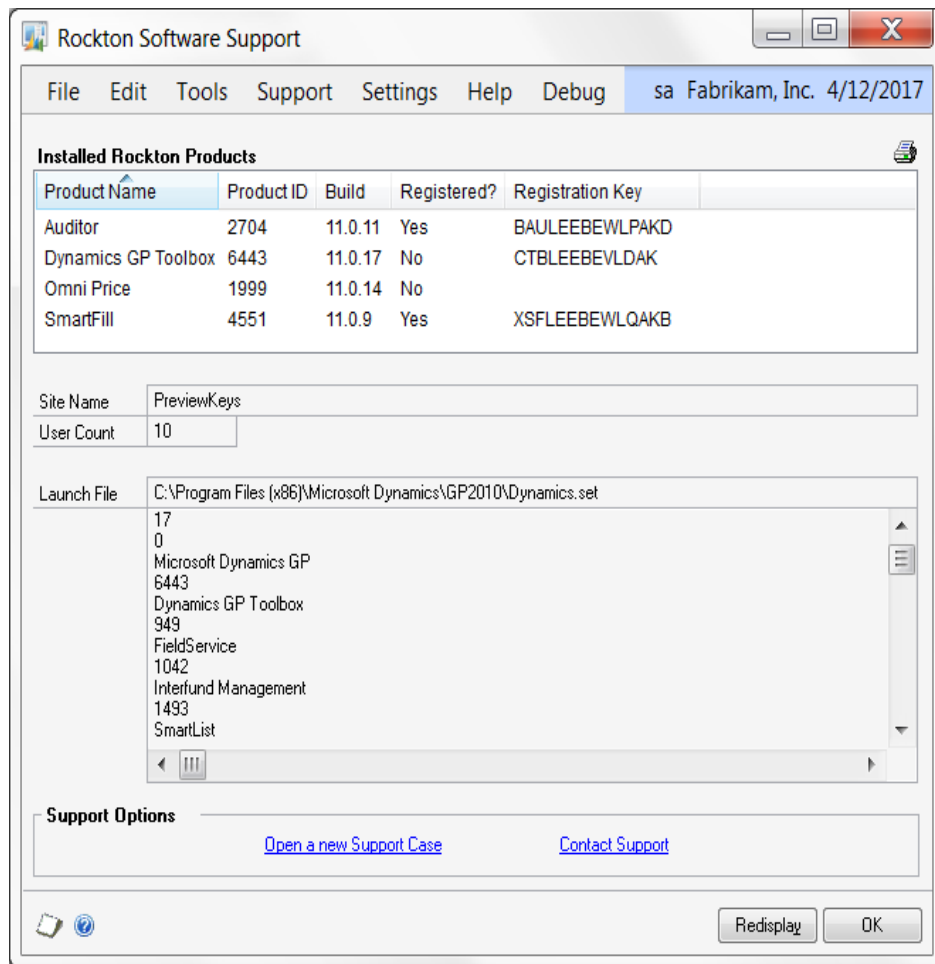 Rockton Software Support
File Edit Tools Support Settings Help Debug sa Fabrikam, Inc. 4/12/2017
Installed Rockton Products
Product Name Product ID Build Registered? Registration Key
Auditor 2704 11.0.11 Yes BAULEEBEWLPAKD
Dynamics GP Toolbox 6443 11.0.17 No CTBLEEBEVLDAK
Omni Price 1999 11.0.14 No
SmartFill 4551 11.0.9 Yes XSFLEEBEWLQAKB
Site Name PreviewKeys
User Count 10
Launch File C:\Program Files (x86)\Microsoft Dynamics\GP2010\Dynamics.set
17
0
Microsoft Dynamics GP
6443
Dynamics GP Toolbox
949
FieldService
1042
Interfund Management
1493
SmartList
Support Options
Open a new Support Case Contact Support
Redisplay OK